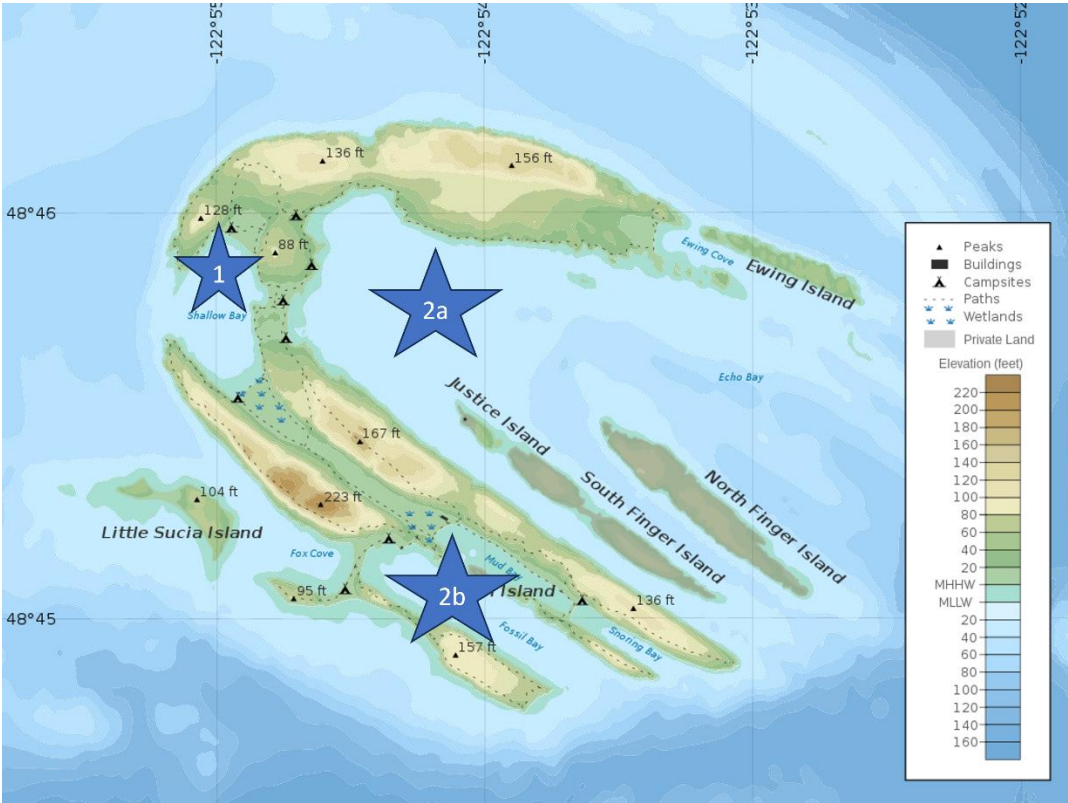 -122°55'
-122°54'
-122°53'
-122°52'
136 ft
156 ft
128 ft
48°46'
88 ft
Ewing Cove
Ewing Island
1
Shallow Bay
2a
Echo Bay
Justice Island
167 ft
South Finger Island
North Finger Island
104 ft
223 ft
Little Sucia Island
Fox Cove
Mud Bay
Island
95 ft
2b
136 ft
48°45
Fossil Bay
Snoring Bay
157 ft
Peaks
Buildings
Campsites
Paths
Wetlands
Private Land
Elevation (feet)
220
200
180
160
140
120
100
80
60
40
20
MHHW
MLLW
20
40
60
80
100
120
140
160